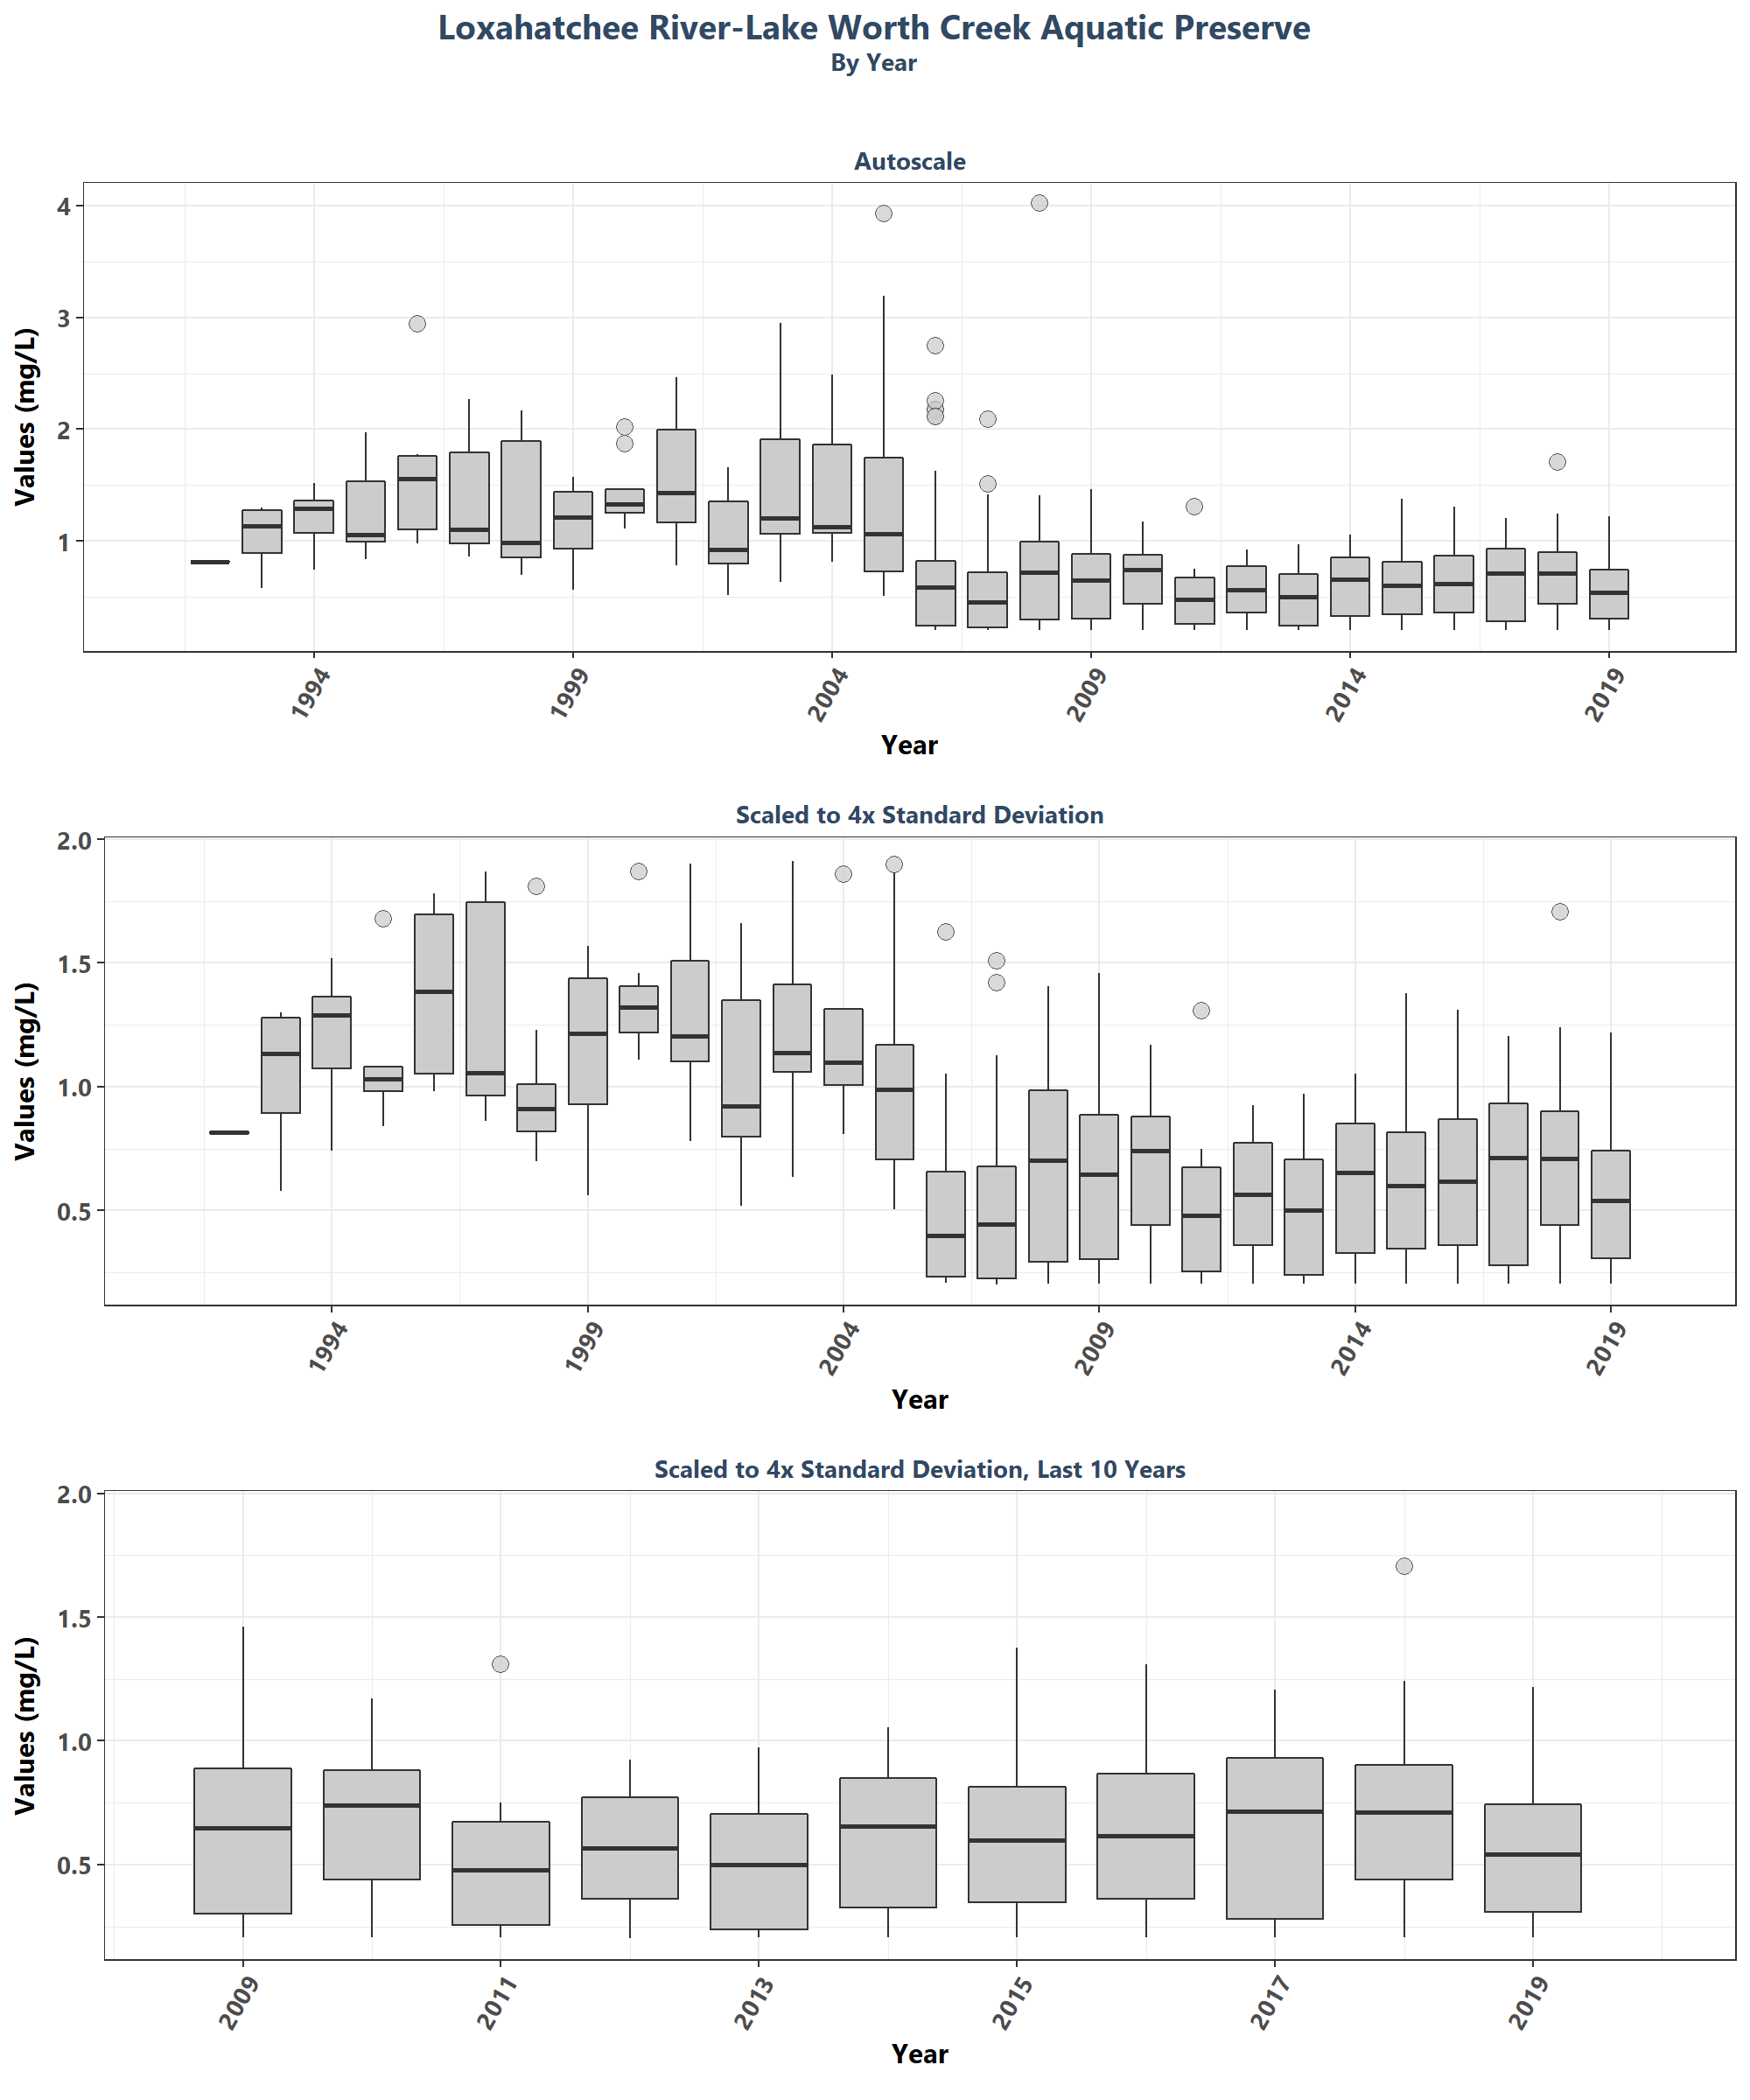 Loxahatchee River-Lake Worth Creek Aquatic Preserve
By Year
Autoscale
Values (mg/L)
4
3
2
1
1994
1999
2004
2009
2014
2019
Year
Scaled to 4x Standard Deviation
Values (mg/L)
2.0
1.5
1.0
0.5
1994
1999
2004
2009
2014
2019
Year
Scaled to 4x Standard Deviation, Last 10 Years
Values (mg/L)
2.0
1.5
1.0
0.5
2009
2011
2013
2015
2017
2019
Year